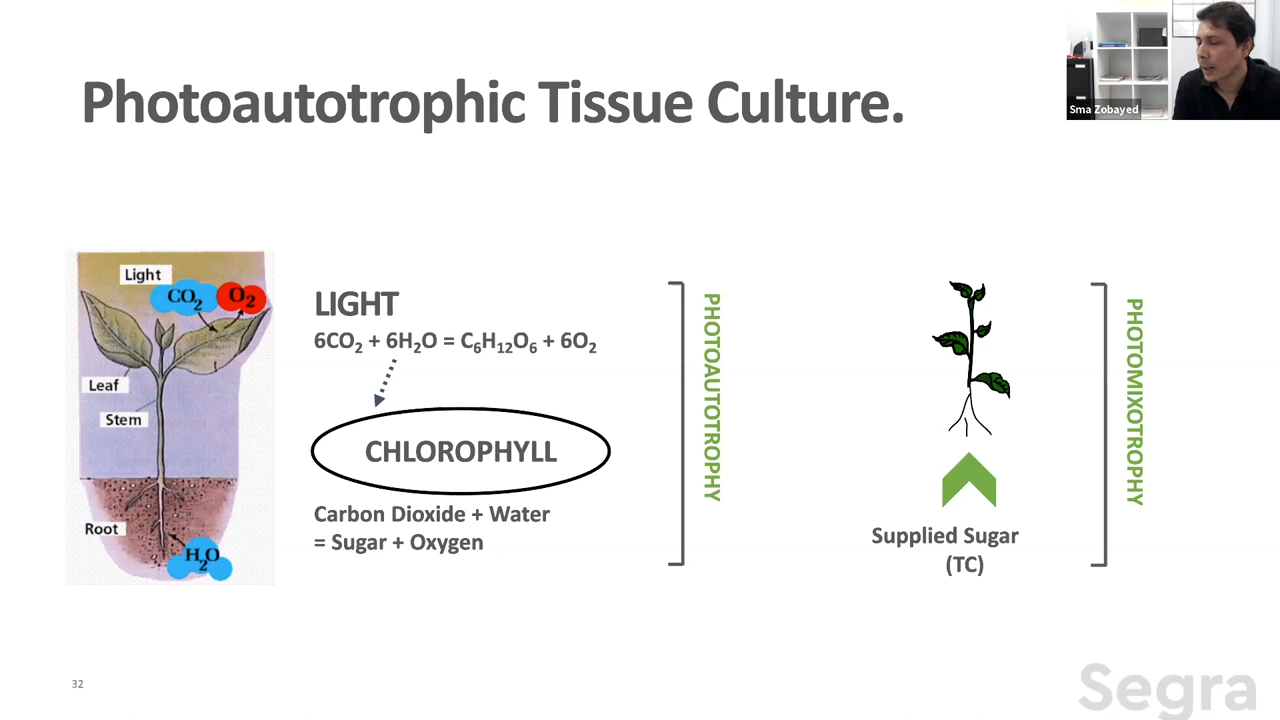 Photoautotrophic Tissue Culture.
Sma Zobayed
Light
CO2
O2
Leaf
Stem
Root
H2O
LIGHT
6CO2 + 6H2O = C6H12O6 + 6O2
CHLOROPHYLL
Carbon Dioxide + Water
= Sugar + Oxygen
PHOTOAUTOTROPHY
Supplied Sugar
(TC)
PHOTOMIXOTROPHY
32
Segra